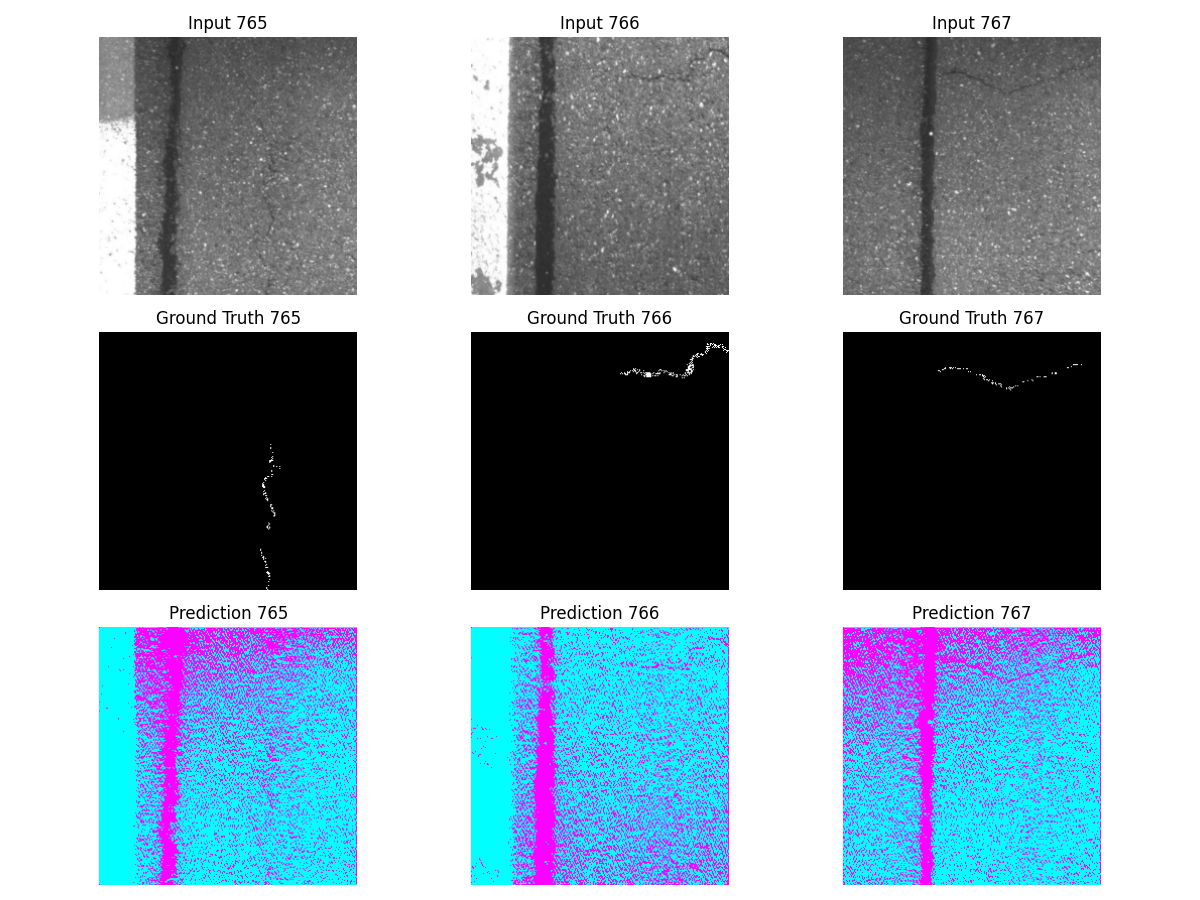 Input 765
Input 766
Input 767
Ground Truth 765
Ground Truth 766
Ground Truth 767
Prediction 765
Prediction 766
Prediction 767